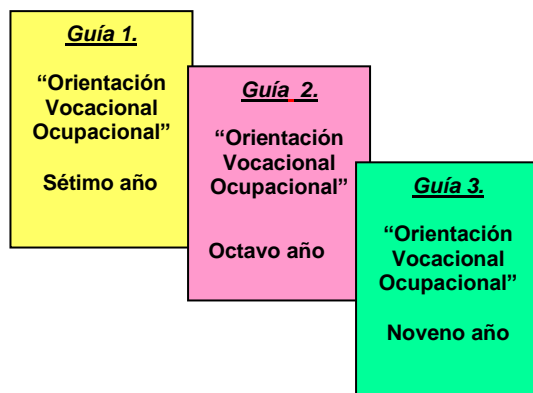 Guía 1.
“Orientación
Vocacional
Ocupacional”
Sétimo año
Guía 2.
“Orientación
Vocacional
Ocupacional”
Octavo año
Guía 3.
“Orientación
Vocacional
Ocupacional”
Noveno año